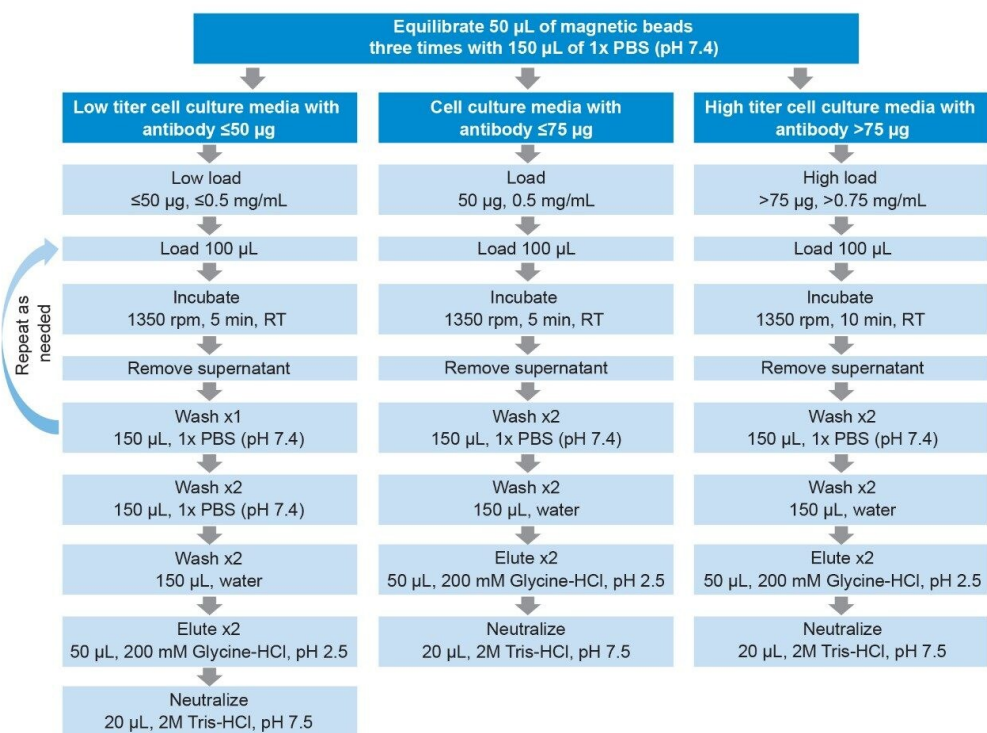 Equilibrate 50 µL of magnetic beads
three times with 150 µL of 1x PBS (pH 7.4)
Low titer cell culture media with
antibody ≤50 µg
Low load
≤50 µg, ≤0.5 mg/mL
Load 100 µL
Incubate
1350 rpm, 5 min, RT
Remove supernatant
Wash x1
150 µL, 1x PBS (pH 7.4)
Repeat as
needed
Wash x2
150 µL, 1x PBS (pH 7.4)
Wash x2
150 µL, water
Elute x2
50 µL, 200 mM Glycine-HCl, pH 2.5
Neutralize
20 µL, 2M Tris-HCl, pH 7.5
Cell culture media with
antibody ≤75 µg
Load
50 µg, 0.5 mg/mL
Load 100 µL
Incubate
1350 rpm, 5 min, RT
Remove supernatant
Wash x2
150 µL, 1x PBS (pH 7.4)
Wash x2
150 µL, water
Elute x2
50 µL, 200 mM Glycine-HCl, pH 2.5
Neutralize
20 µL, 2M Tris-HCl, pH 7.5
High titer cell culture media with
antibody >75 µg
High load
>75 µg, >0.75 mg/mL
Load 100 µL
Incubate
1350 rpm, 10 min, RT
Remove supernatant
Wash x2
150 µL, 1x PBS (pH 7.4)
Wash x2
150 µL, water
Elute x2
50 µL, 200 mM Glycine-HCl, pH 2.5
Neutralize
20 µL, 2M Tris-HCl, pH 7.5